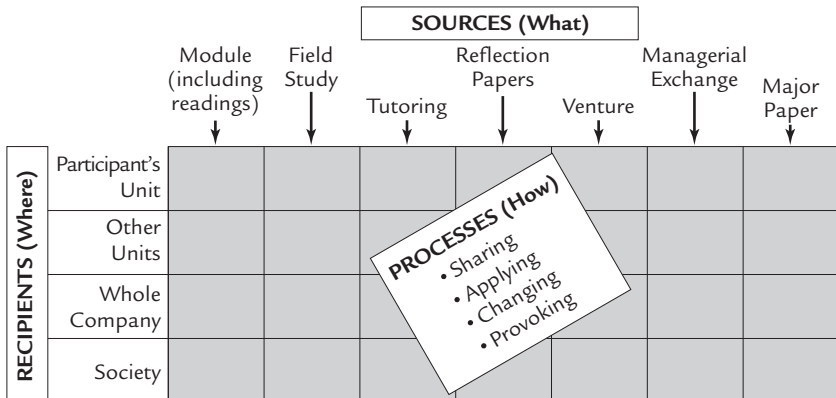 SOURCES (What)
Module
(including
readings)
Field
Study
Tutoring
Reflection
Papers
Venture
Managerial
Exchange
Major
Paper
RECIPIENTS (Where)
Participant's
Unit
Other
Units
Whole
Company
Society
PROCESSES (How)
• Sharing
• Applying
• Changing
• Provoking